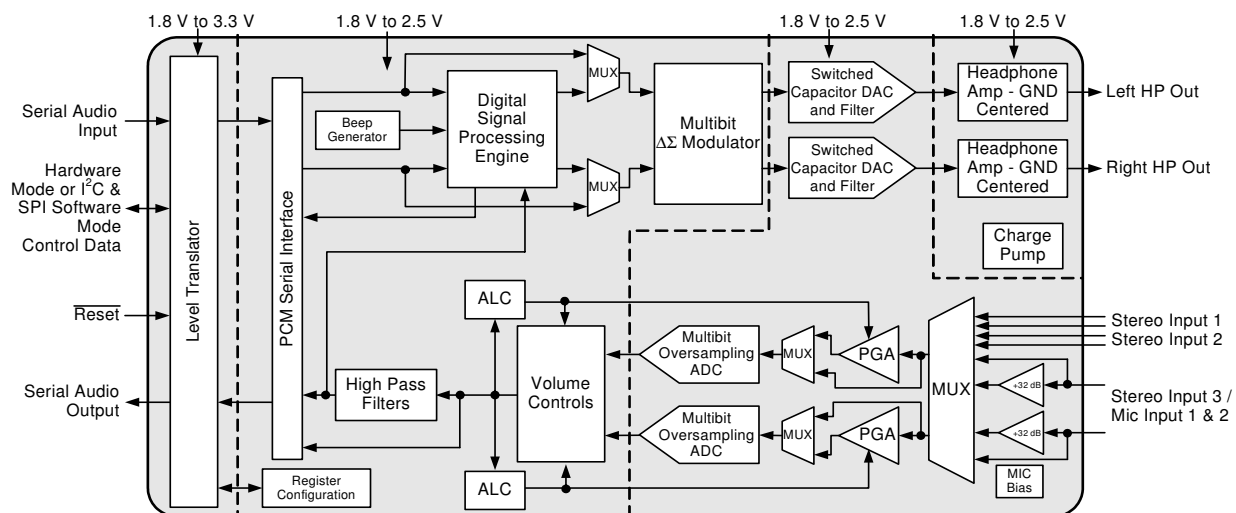 1.8 V to 3.3 V
1.8 V to 2.5 V
1.8 V to 2.5 V
1.8 V to 2.5 V
Serial Audio
Input
Hardware
Mode or I²C &
SPI Software
Mode
Control Data
Reset
Serial Audio
Output
Level Translator
PCM Serial Interface
Beep
Generator
Digital
Signal
Processing
Engine
MUX
MUX
Multibit
ΔΣ Modulator
Switched
Capacitor DAC
and Filter
Switched
Capacitor DAC
and Filter
Headphone
Amp - GND
Centered
Headphone
Amp - GND
Centered
Left HP Out
Right HP Out
Charge
Pump
ALC
ALC
High Pass
Filters
Volume
Controls
Register
Configuration
Multibit
Oversampling
ADC
Multibit
Oversampling
ADC
MUX
MUX
PGA
PGA
MUX
+32 dB
+32 dB
MIC
Bias
Stereo Input 1
Stereo Input 2
Stereo Input 3 /
Mic Input 1 & 2